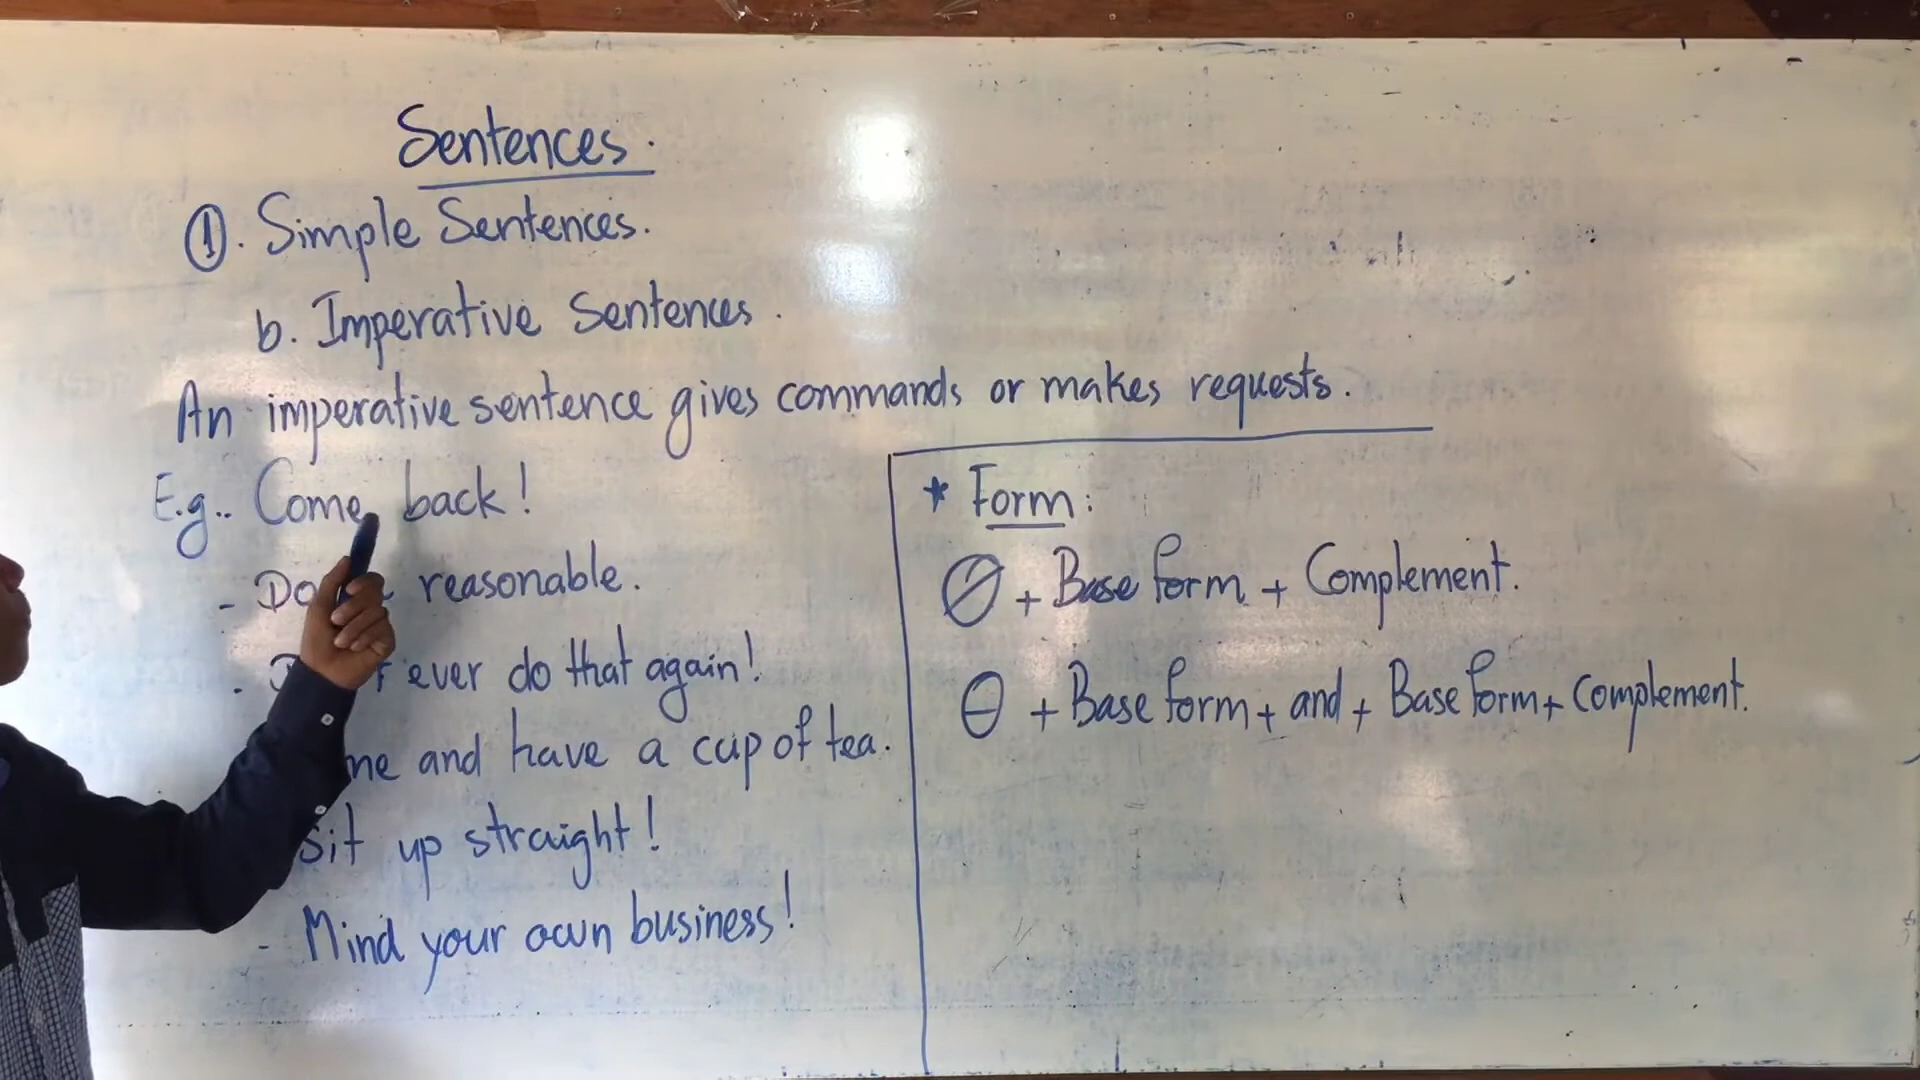 Sentences.
①. Simple Sentences.
b. Imperative Sentences.
An imperative sentence gives commands or makes requests.
E.g.. Come back!
- Do reasonable.
ever do that again!
and have a cup of tea.
Sit up straight!
- Mind your own business!
* Form:
∅ + Base form + Complement.
∅ + Base form + and + Base form + Complement.